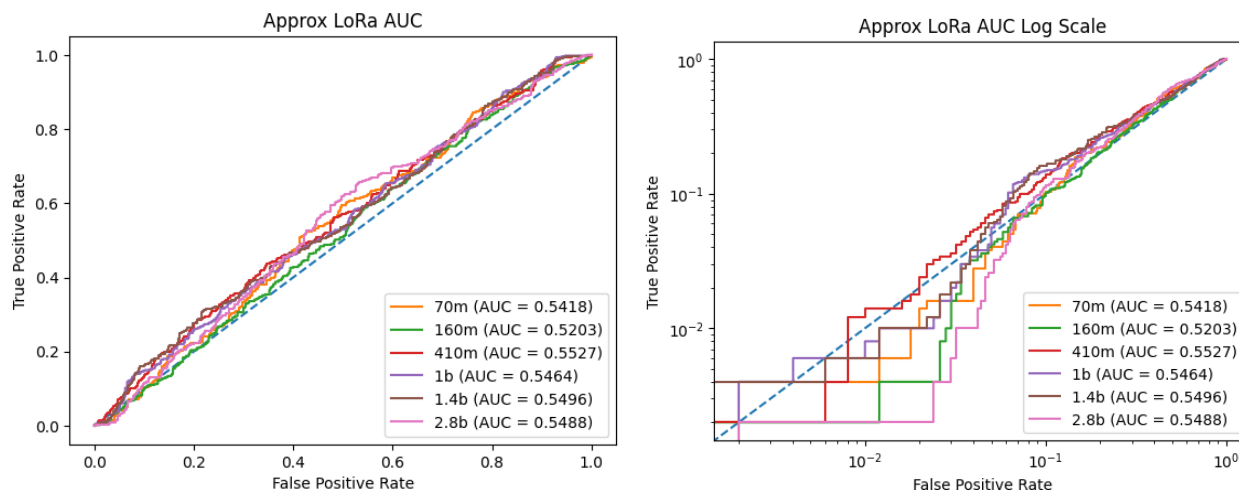 Approx LoRa AUC
True Positive Rate
1.0
0.8
0.6
0.4
0.2
0.0
0.0 0.2 0.4 0.6 0.8 1.0
False Positive Rate
70m (AUC = 0.5418)
160m (AUC = 0.5203)
410m (AUC = 0.5527)
1b (AUC = 0.5464)
1.4b (AUC = 0.5496)
2.8b (AUC = 0.5488)
Approx LoRa AUC Log Scale
True Positive Rate
10⁰
10⁻¹
10⁻²
10⁻² 10⁻¹ 10⁰
False Positive Rate
70m (AUC = 0.5418)
160m (AUC = 0.5203)
410m (AUC = 0.5527)
1b (AUC = 0.5464)
1.4b (AUC = 0.5496)
2.8b (AUC = 0.5488)